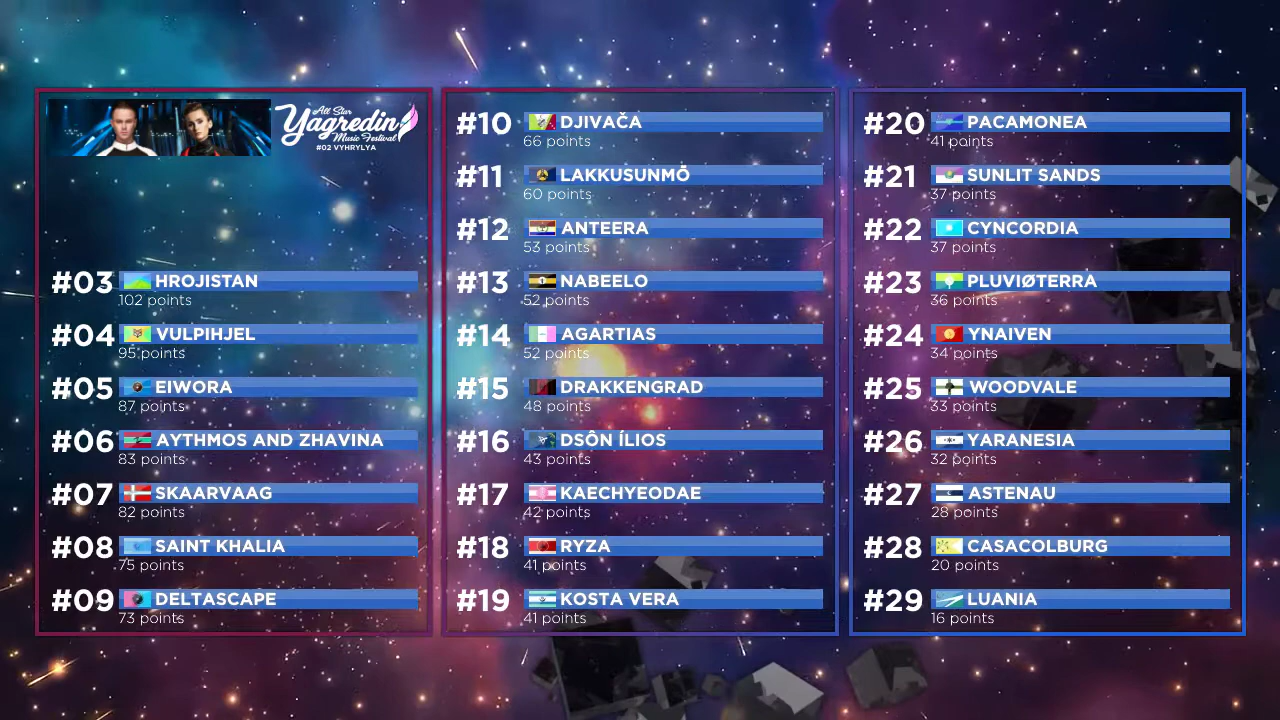 All Star
Yagredin
Music Festival
#02 VYHRYLYA
#03 HROJISTAN
102 points
#04 VULPIHJEL
95 points
#05 EIWORA
87 points
#06 AYTHMOS AND ZHAVINA
83 points
#07 SKAARVAAG
82 points
#08 SAINT KHALIA
75 points
#09 DELTASCAPE
73 points
#10 DJIVAČA
66 points
#11 LAKKUSUNMÕ
60 points
#12 ANTEERA
53 points
#13 NABEELO
52 points
#14 AGARTIAS
52 points
#15 DRAKKENGRAD
48 points
#16 DSÔN ÍLIOS
43 points
#17 KAECHYEODAE
42 points
#18 RYZA
41 points
#19 KOSTA VERA
41 points
#20 PACAMONEA
41 points
#21 SUNLIT SANDS
37 points
#22 CYNCORDIA
37 points
#23 PLUVIØTERRA
36 points
#24 YNAIVEN
34 points
#25 WOODVALE
33 points
#26 YARANESIA
32 points
#27 ASTENAU
28 points
#28 CASACOLBURG
20 points
#29 LUANIA
16 points